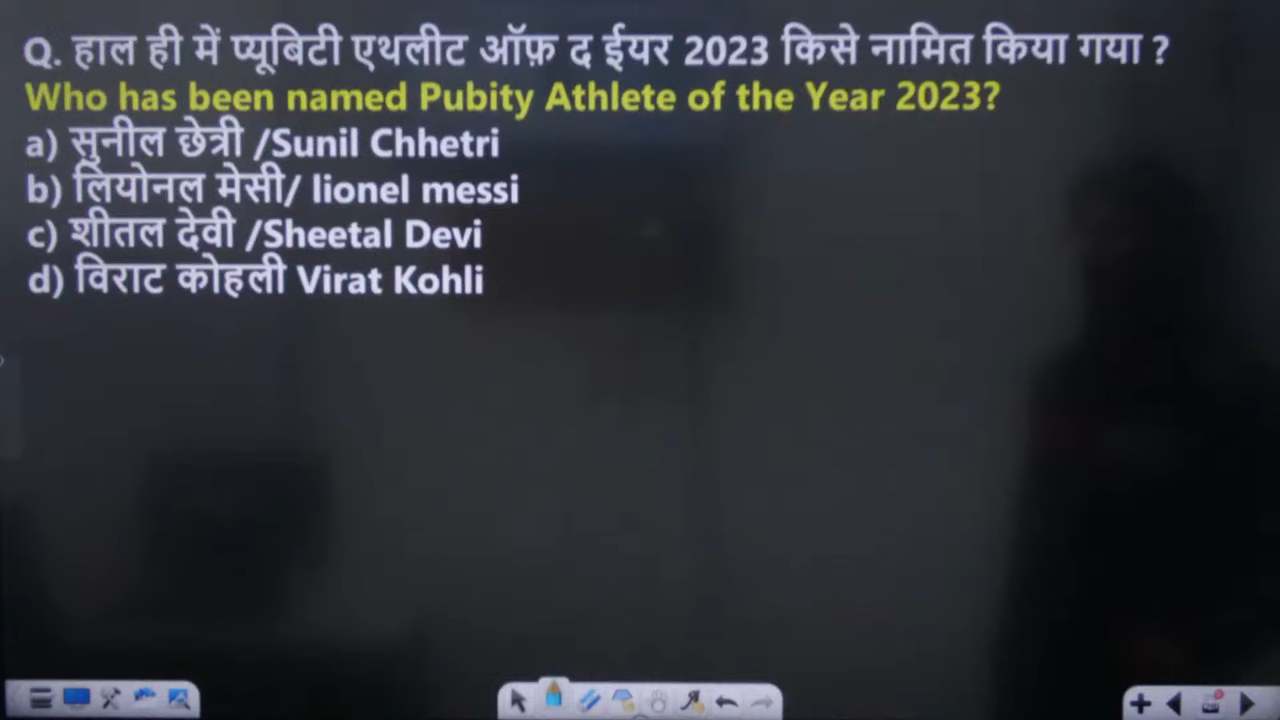 Q. हाल ही में प्यूबिटी एथलीट ऑफ़ द ईयर 2023 किसे नामित किया गया ?
Who has been named Pubity Athlete of the Year 2023?
a) सुनील छेत्री /Sunil Chhetri
b) लियोनल मेसी/ lionel messi
c) शीतल देवी /Sheetal Devi
d) विराट कोहली Virat Kohli